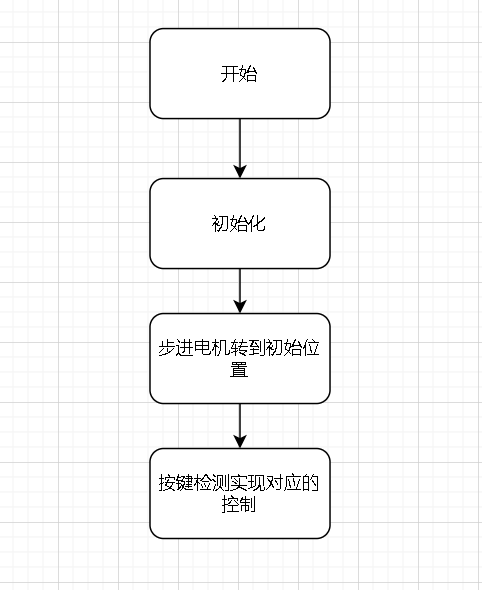 开始
初始化
步进电机转到初始位
置
按键检测实现对应的
控制